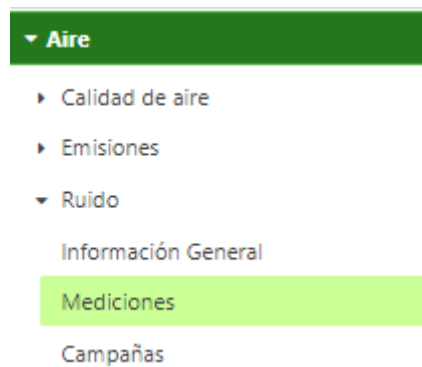 Aire
Calidad de aire
Emisiones
Ruido
Información General
Mediciones
Campañas